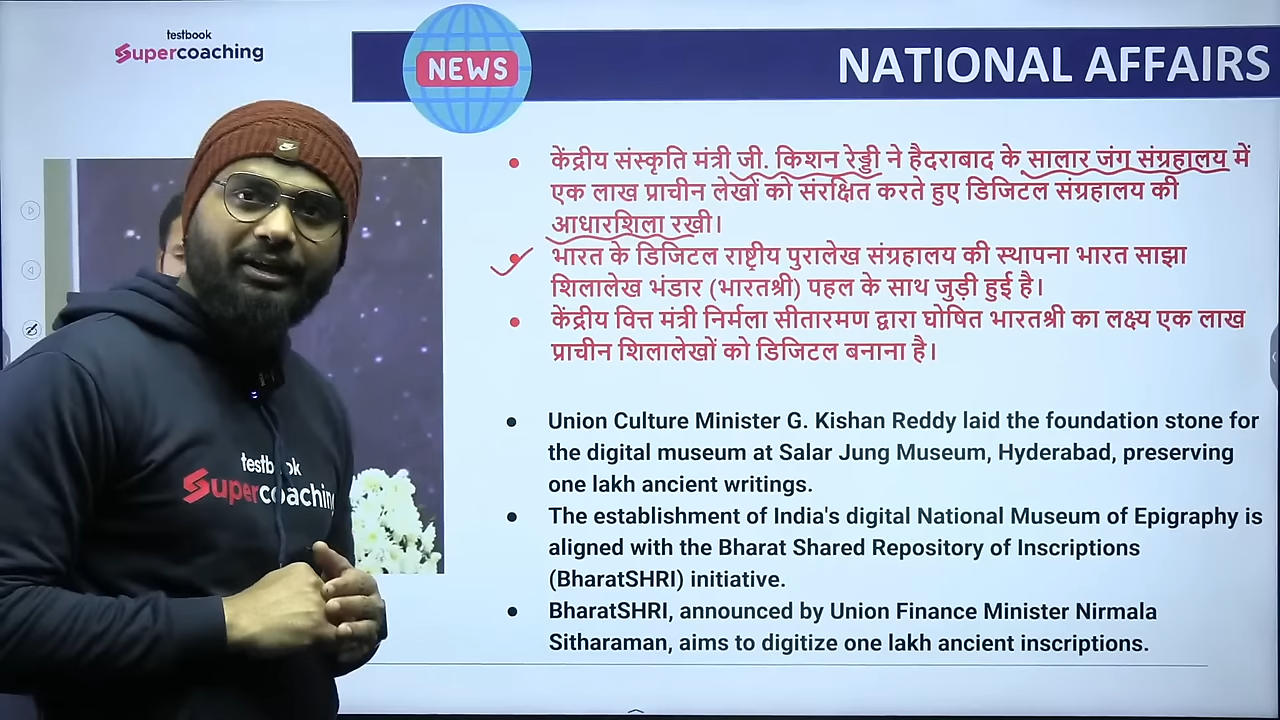 testbook
Supercoaching
NEWS
NATIONAL AFFAIRS
• केंद्रीय संस्कृति मंत्री जी. किशन रेड्डी ने हैदराबाद के सालार जंग संग्रहालय में
एक लाख प्राचीन लेखों को संरक्षित करते हुए डिजिटल संग्रहालय की
आधारशिला रखी।
• भारत के डिजिटल राष्ट्रीय पुरालेख संग्रहालय की स्थापना भारत साझा
शिलालेख भंडार (भारतश्री) पहल के साथ जुड़ी हुई है।
• केंद्रीय वित्त मंत्री निर्मला सीतारमण द्वारा घोषित भारतश्री का लक्ष्य एक लाख
प्राचीन शिलालेखों को डिजिटल बनाना है।
• Union Culture Minister G. Kishan Reddy laid the foundation stone for
the digital museum at Salar Jung Museum, Hyderabad, preserving
one lakh ancient writings.
• The establishment of India's digital National Museum of Epigraphy is
aligned with the Bharat Shared Repository of Inscriptions
(BharatSHRI) initiative.
• BharatSHRI, announced by Union Finance Minister Nirmala
Sitharaman, aims to digitize one lakh ancient inscriptions.
testbook
Supercoaching